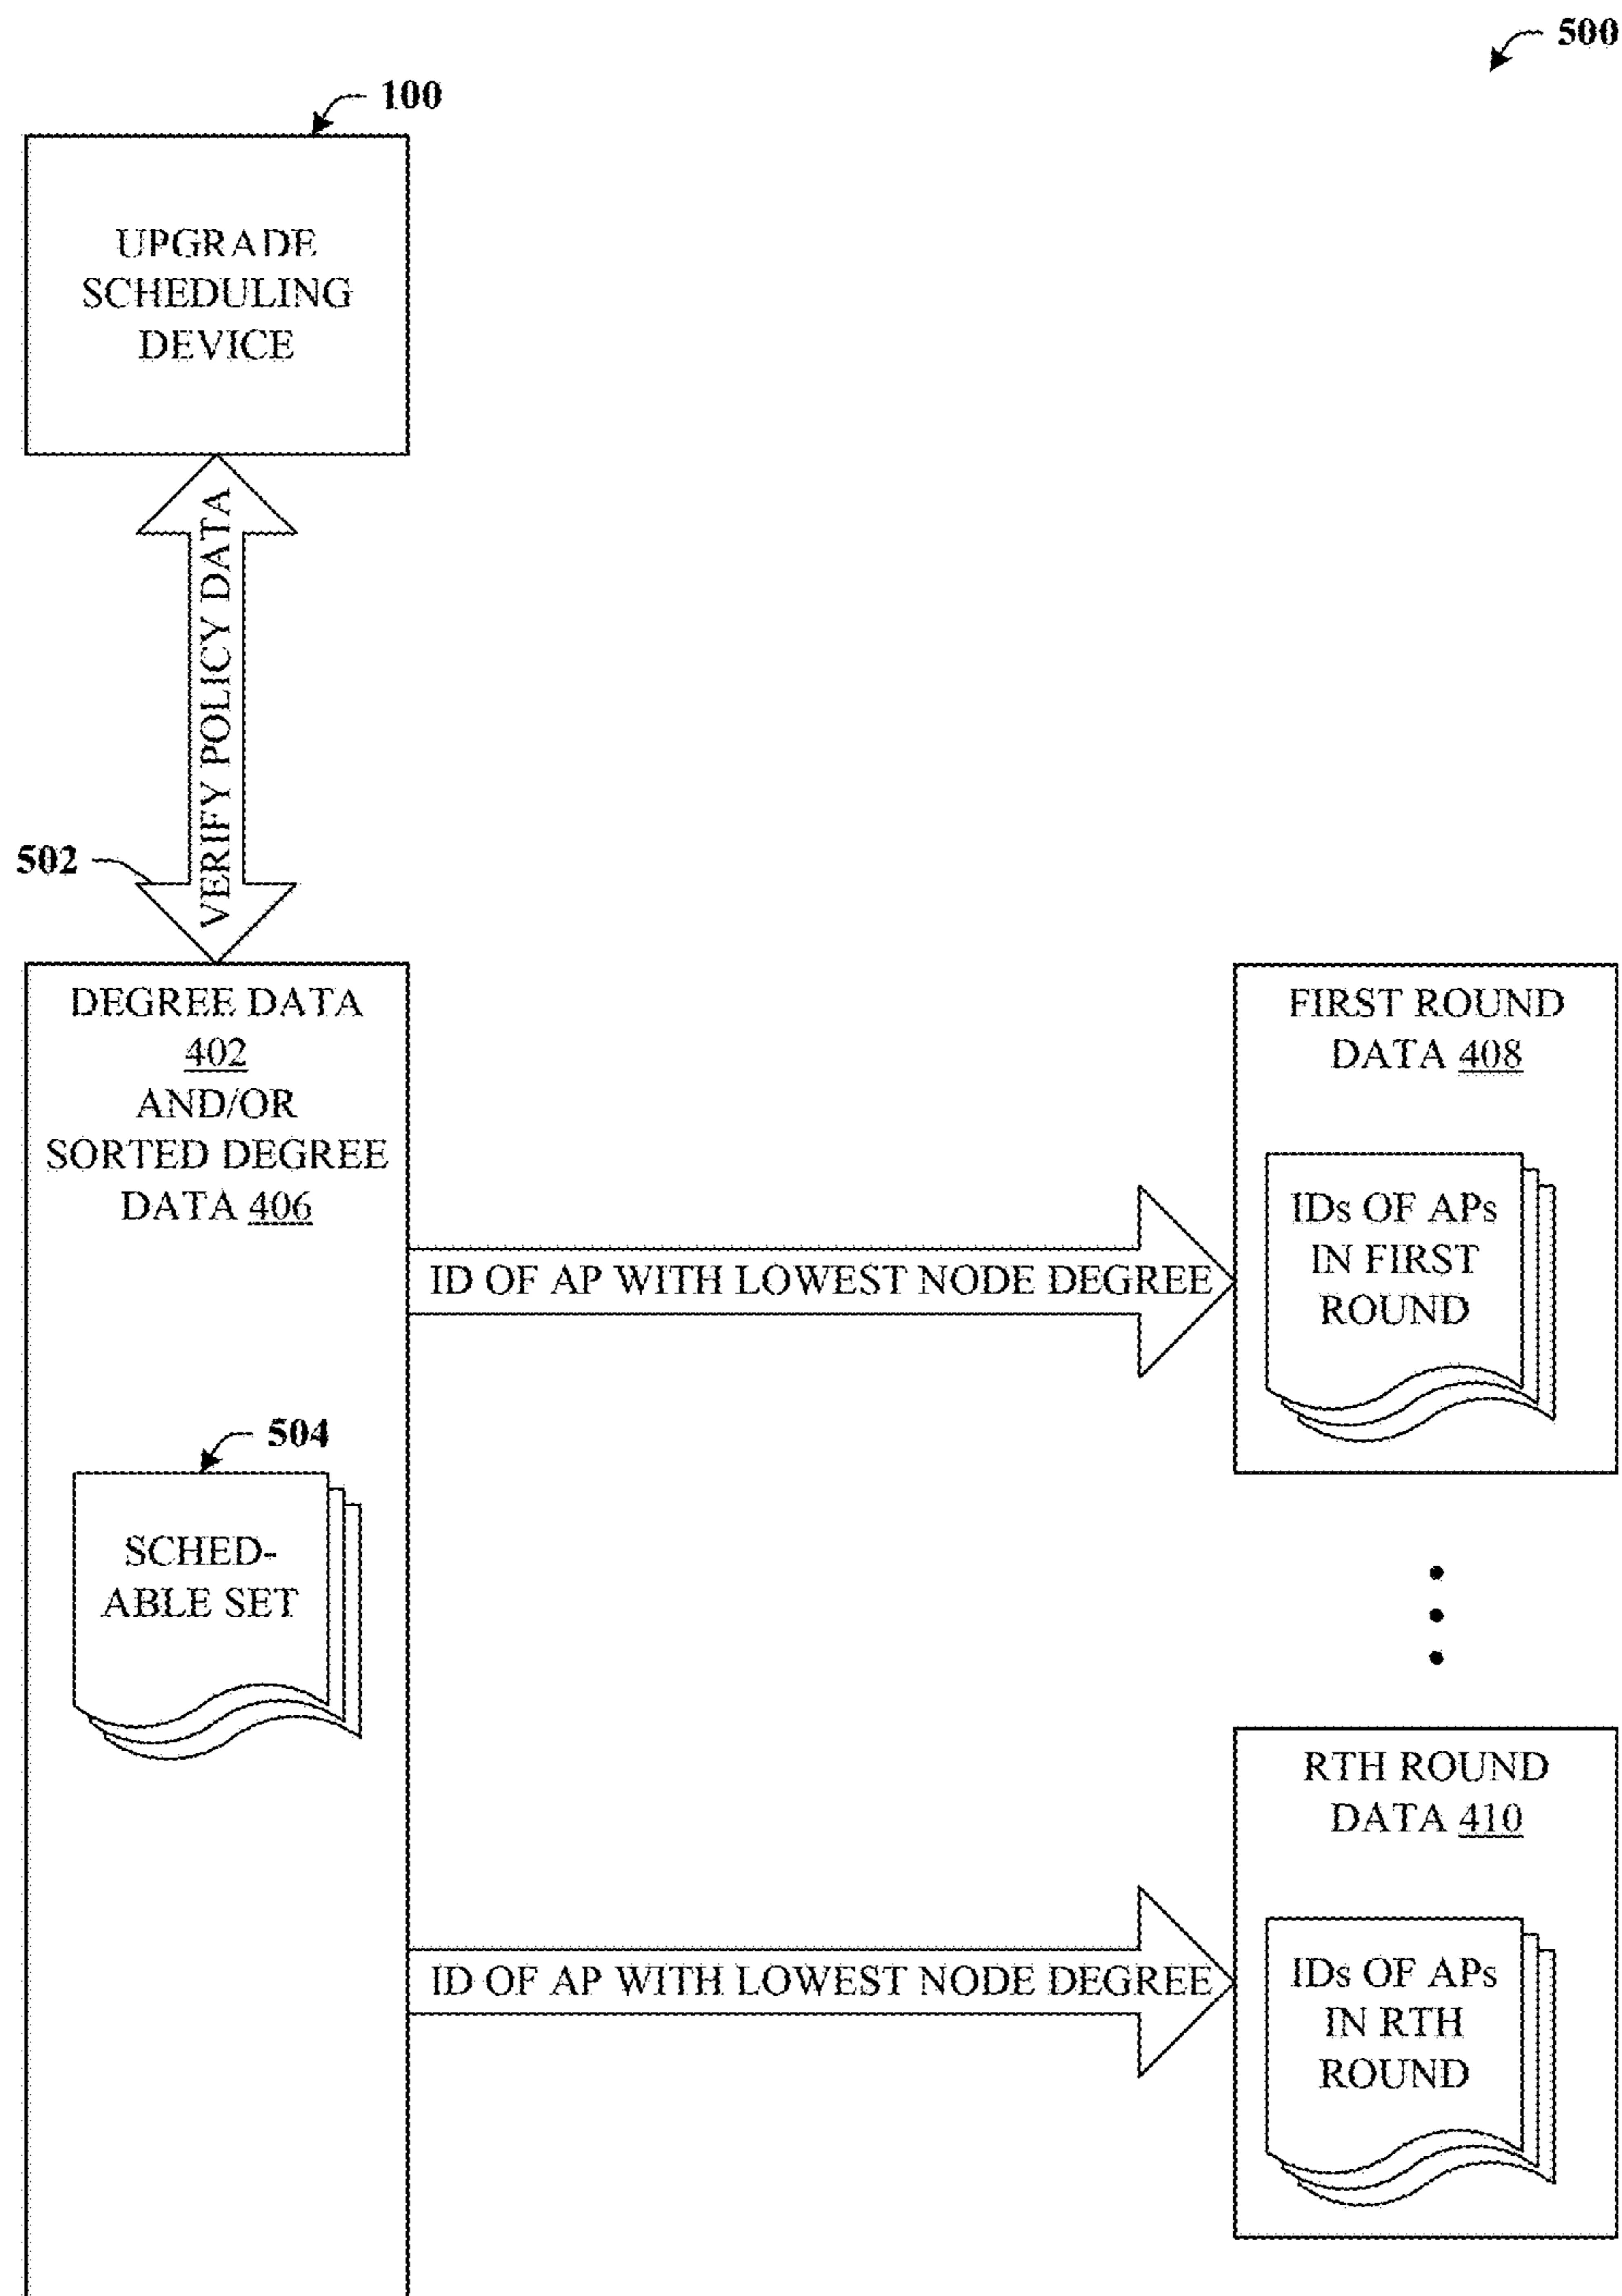 500
100
UPGRADE
SCHEDULING
DEVICE
VERIFY POLICY DATA
502
DEGREE DATA
402
AND/OR
SORTED DEGREE
DATA 406
FIRST ROUND
DATA 408
IDs OF APs
IN FIRST
ROUND
ID OF AP WITH LOWEST NODE DEGREE
504
SCHED-
ABLE SET
RTH ROUND
DATA 410
IDs OF APs
IN RTH
ROUND
ID OF AP WITH LOWEST NODE DEGREE